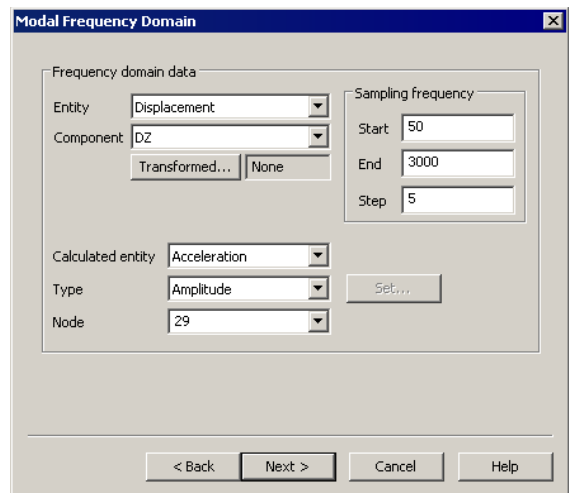 Modal Frequency Domain
Frequency domain data
Entity Displacement
Component DZ
Transformed... None
Sampling frequency
Start 50
End 3000
Step 5
Calculated entity Acceleration
Type Amplitude Set...
Node 29
< Back Next > Cancel Help